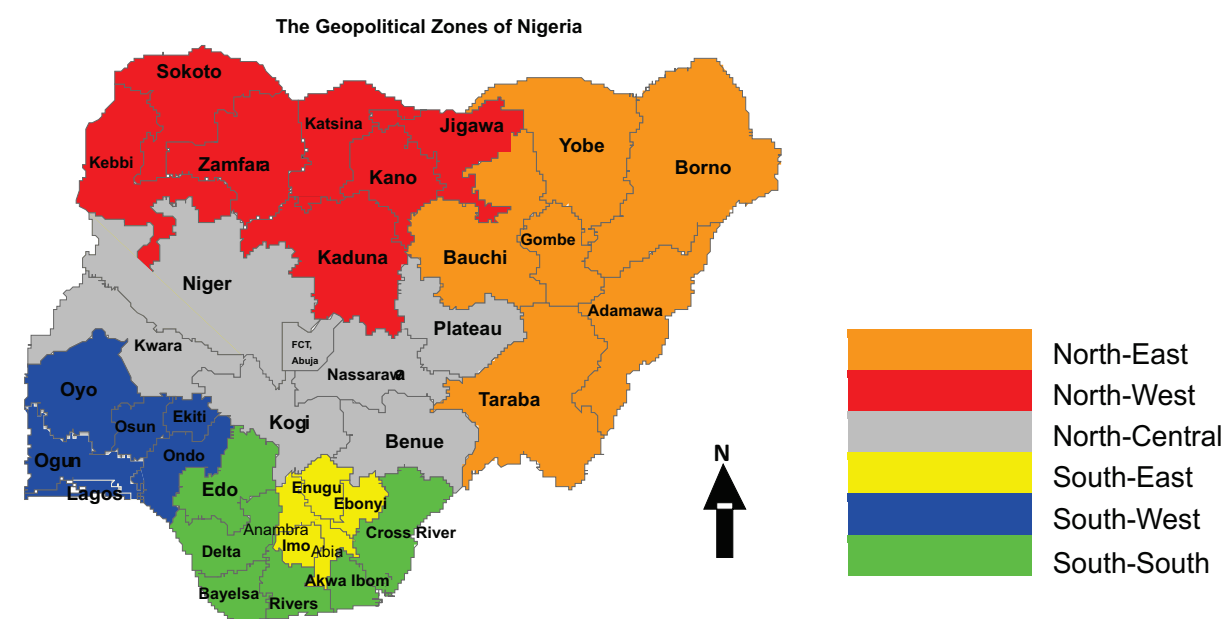 The Geopolitical Zones of Nigeria
Sokoto
Katsina
Jigawa
Yobe
Kebbi
Zamfara
Kano
Borno
Kaduna
Bauchi
Gombe
Niger
Adamawa
Plateau
Kwara
FCT,
Abuja
Nassarawa
Oyo
Taraba
Osun
Ekiti
Kogi
Benue
Ogun
Ondo
Lagos
Edo
Enugu
Ebonyi
Anambra
Cross River
Delta
Imo
Abia
Bayelsa
Rivers
Akwa Ibom
N
North-East
North-West
North-Central
South-East
South-West
South-South